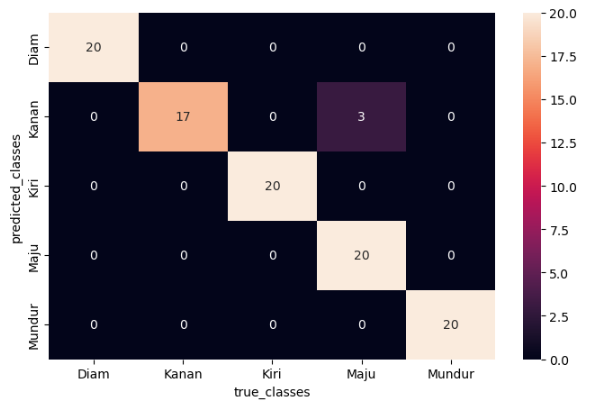 Diam 20 0 0 0 0
Kanan 0 17 0 3 0
Kiri 0 0 20 0 0
Maju 0 0 0 20 0
Mundur 0 0 0 0 20
predicted_classes
Diam Kanan Kiri Maju Mundur
true_classes
20.0
17.5
15.0
12.5
10.0
7.5
5.0
2.5
0.0